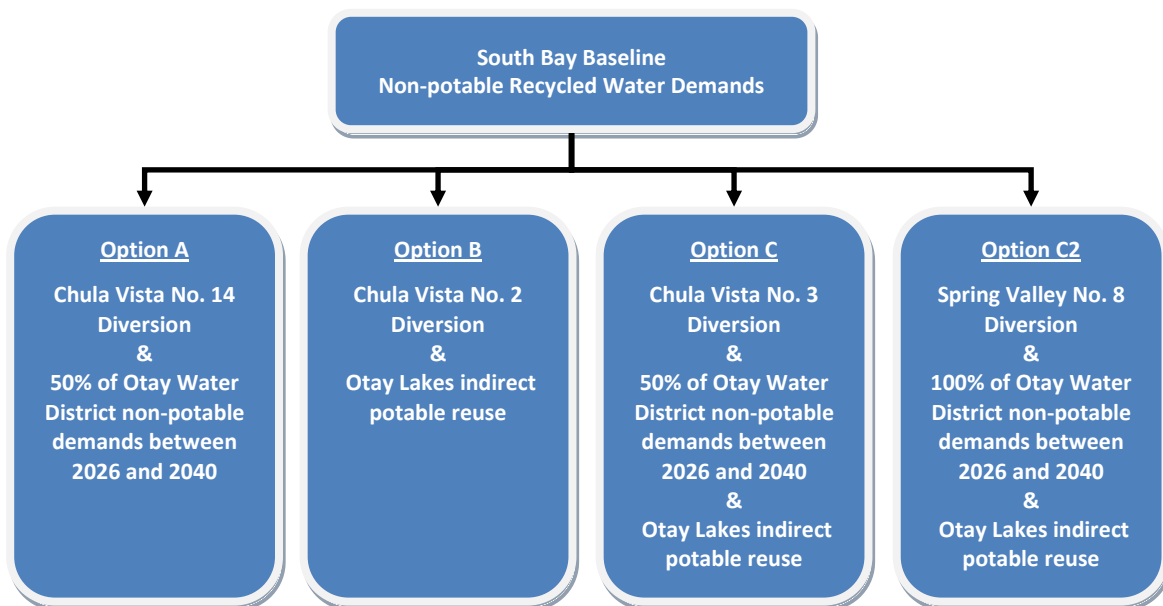 South Bay Baseline
Non-potable Recycled Water Demands
Option A
Chula Vista No. 14
Diversion
&
50% of Otay Water
District non-potable
demands between
2026 and 2040
Option B
Chula Vista No. 2
Diversion
&
Otay Lakes indirect
potable reuse
Option C
Chula Vista No. 3
Diversion
&
50% of Otay Water
District non-potable
demands between
2026 and 2040
&
Otay Lakes indirect
potable reuse
Option C2
Spring Valley No. 8
Diversion
&
100% of Otay Water
District non-potable
demands between
2026 and 2040
&
Otay Lakes indirect
potable reuse